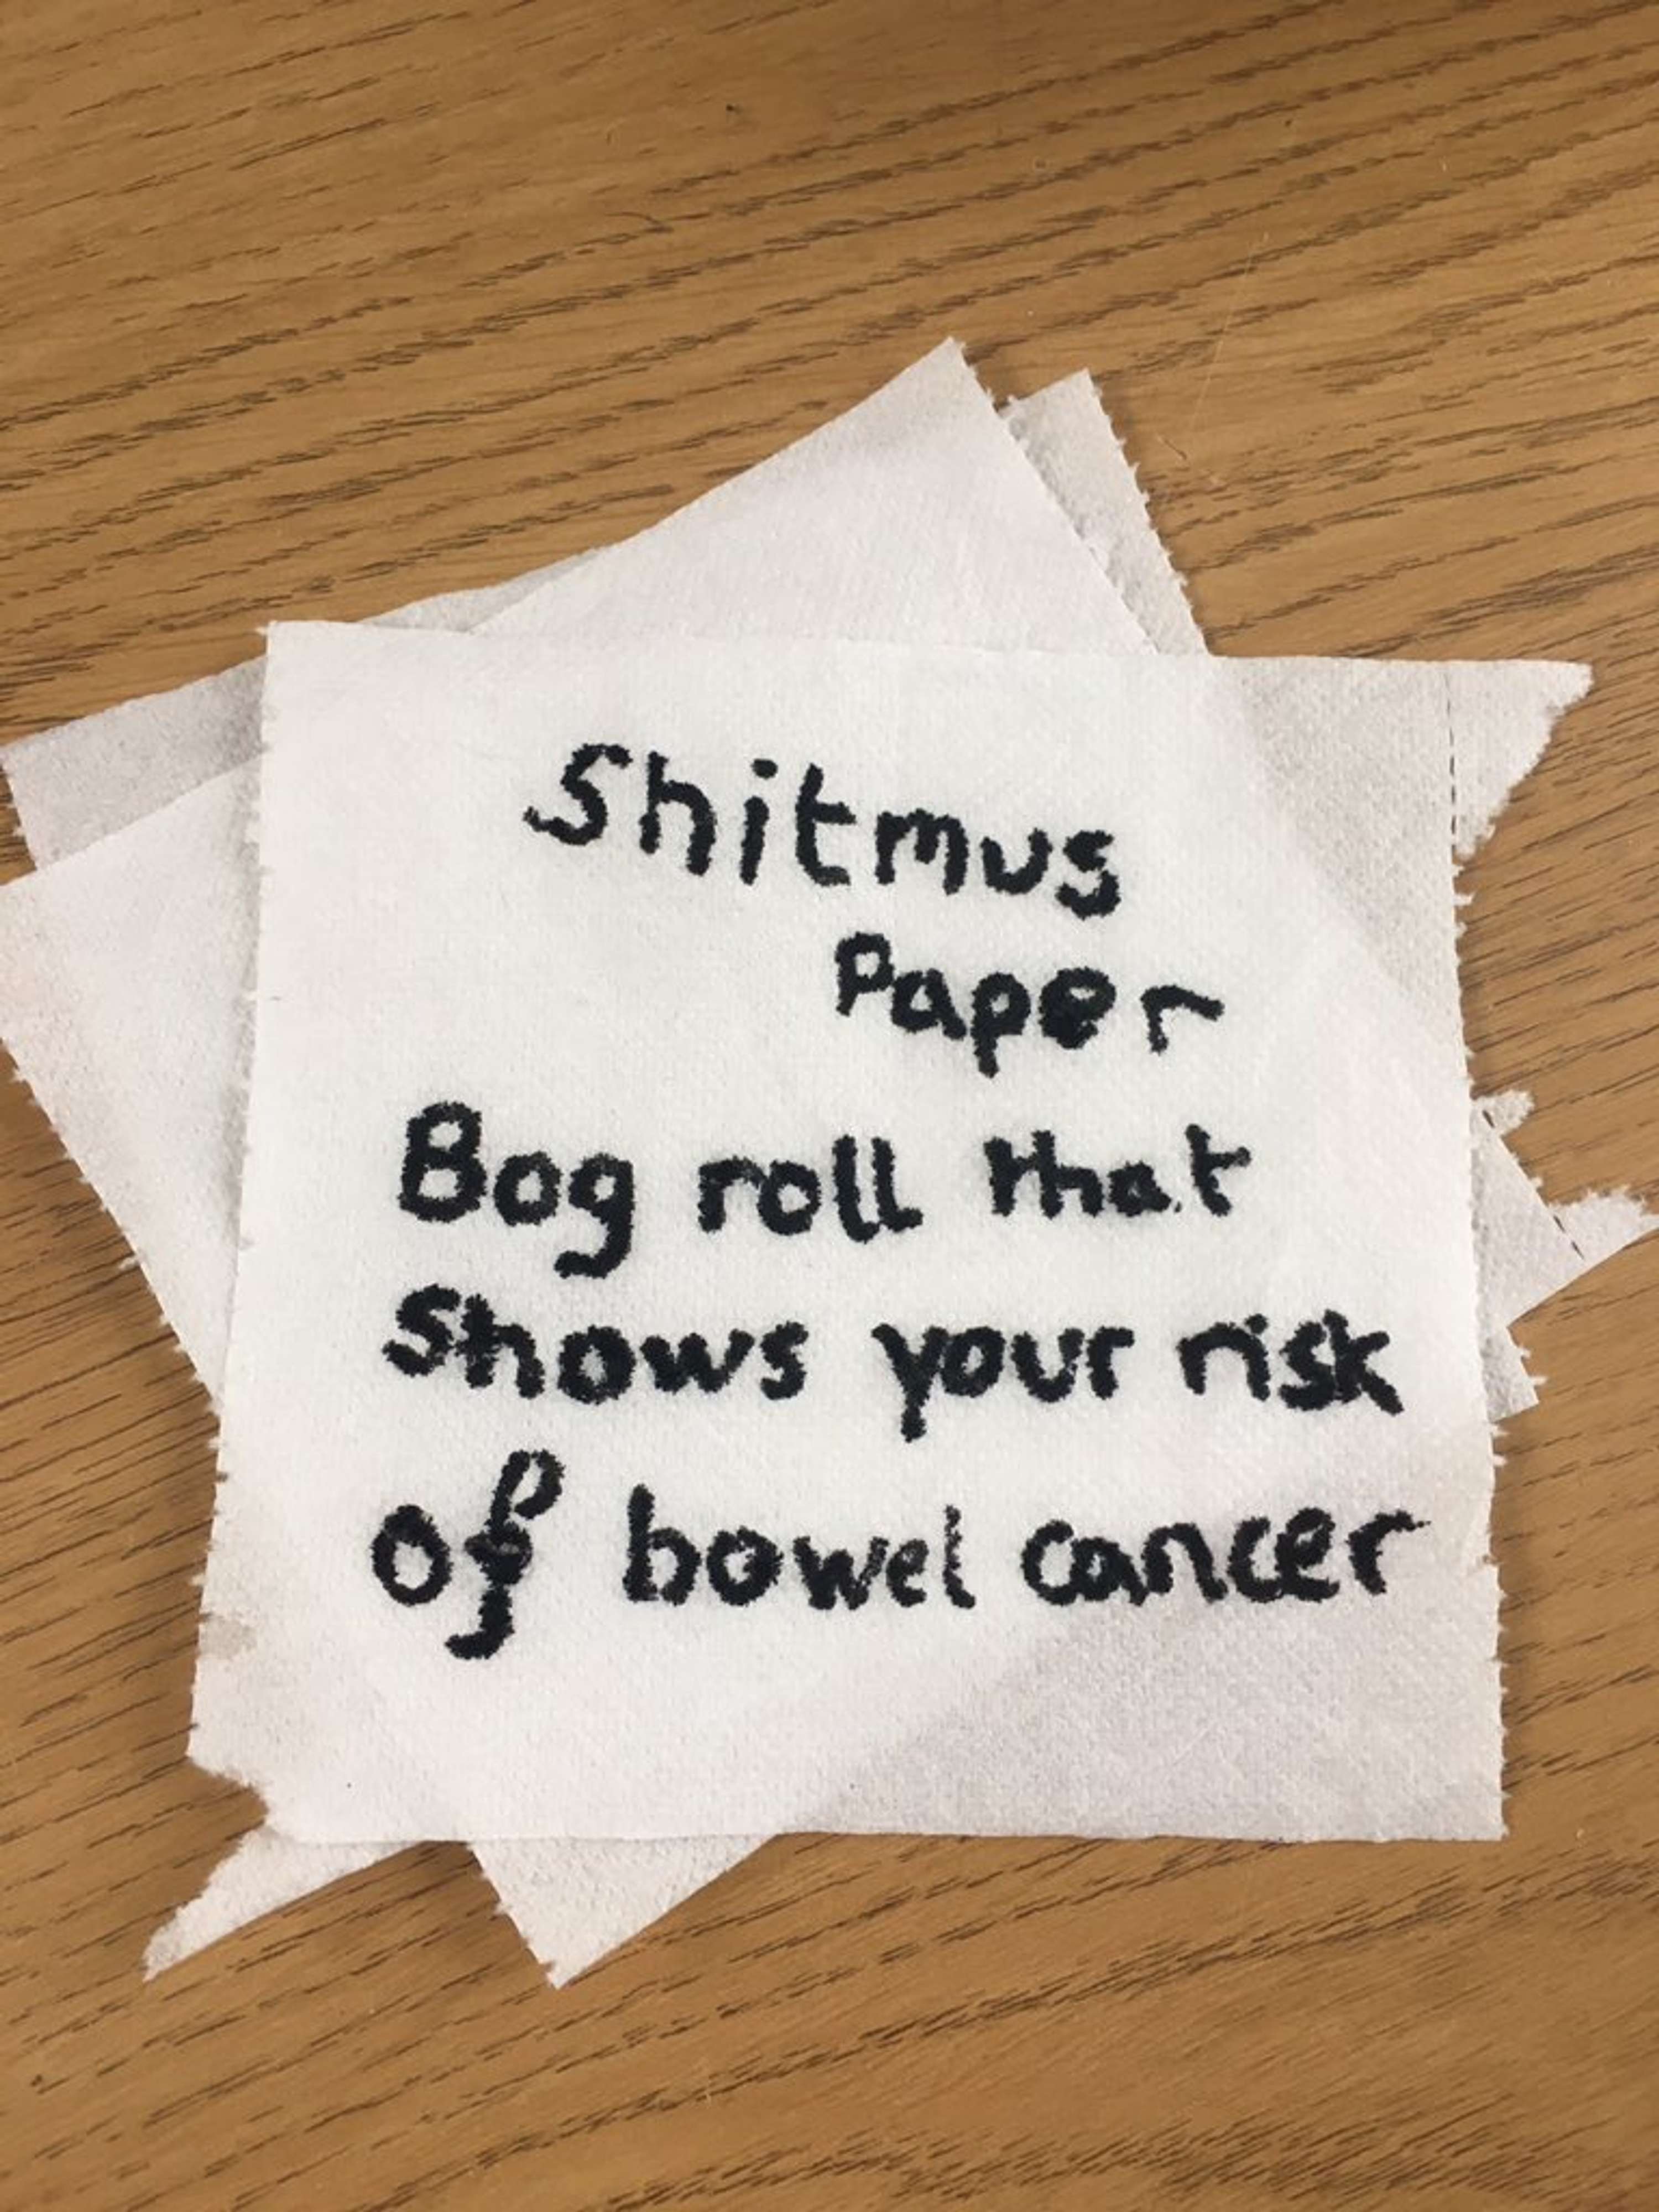 Shitmus
Paper
Bog roll that
shows your risk
of bowel cancer